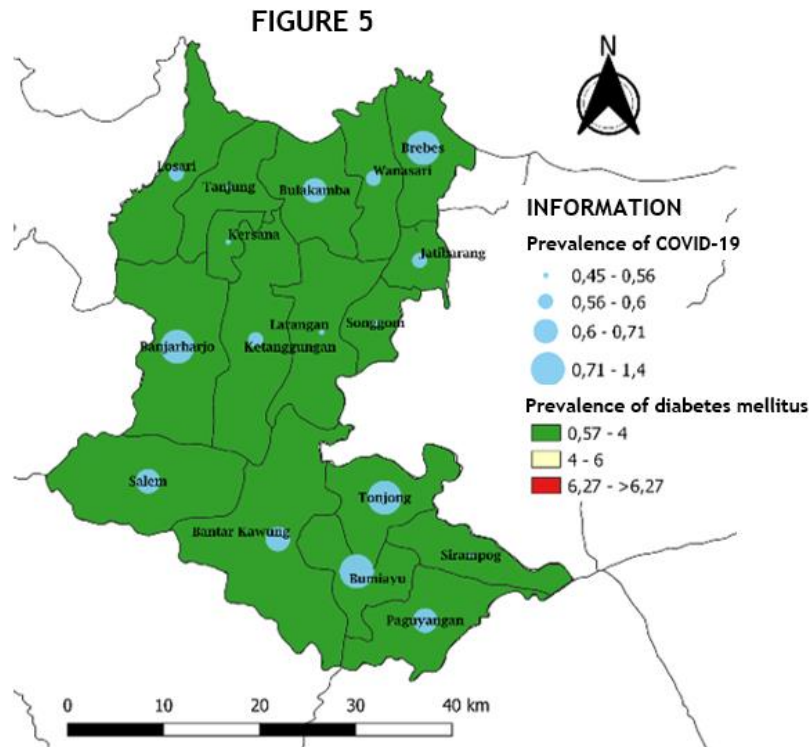 FIGURE 5
N
Brebes
Losari
Wanasari
Tanjung
Bulakamba
Kersana
Jatibarang
Larangan
Songgom
Banjarharjo
Ketanggungan
Salem
Tonjong
Bantar Kawung
Sirampog
Bumiayu
Paguyangan
INFORMATION
Prevalence of COVID-19
0,45 - 0,56
0,56 - 0,6
0,6 - 0,71
0,71 - 1,4
Prevalence of diabetes mellitus
0,57 - 4
4 - 6
6,27 - >6,27
0 10 20 30 40 km